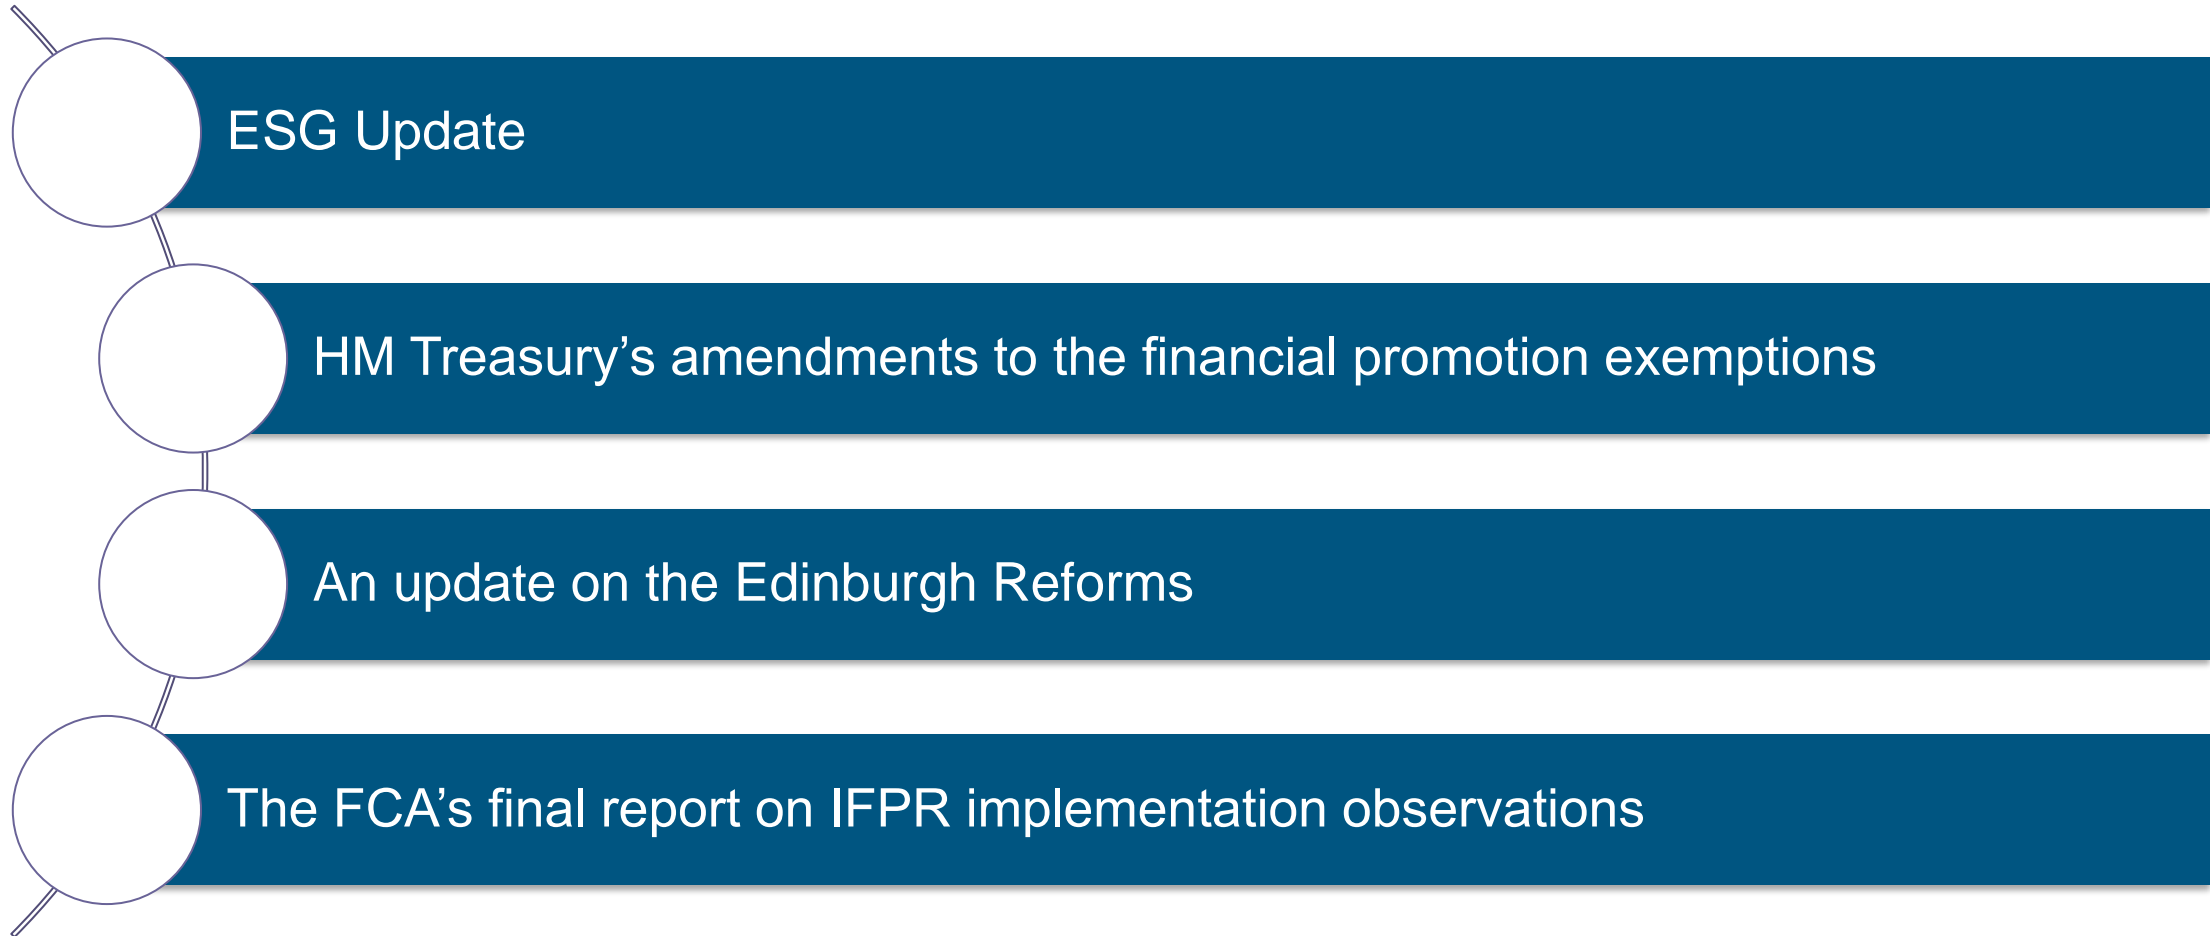 ESG Update
HM Treasury’s amendments to the financial promotion exemptions
An update on the Edinburgh Reforms
The FCA’s final report on IFPR implementation observations